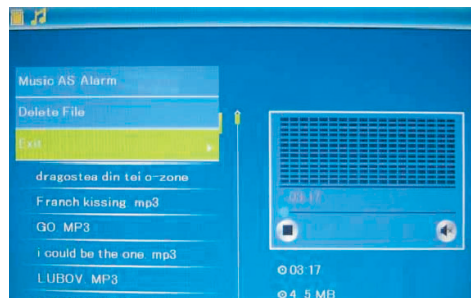 Music AS Alarm
Delete File
Exit
dragostea din tei o-zone
Franch kissing mp3
GO MP3
i could be the one mp3
LUBOV MP3
03:17
03:17
4.5 MB